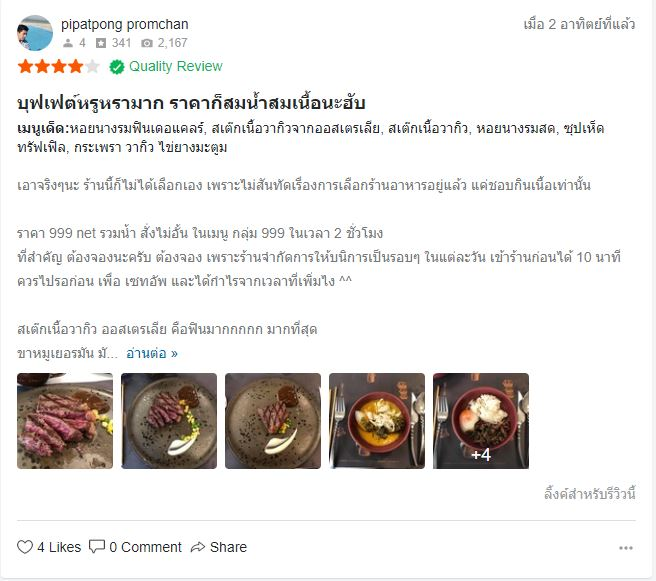 pipatpong promchan
เมื่อ 2 อาทิตย์ที่แล้ว
4 341 2,167
Quality Review
บุฟเฟต์หรูหรามาก ราคาก็สมน้ำสมเนื้อนะฮับ
เมนูเด็ด:หอยนางรมฟินเดอแคลร์, สเต๊กเนื้อวากิวจากออสเตรเลีย, สเต๊กเนื้อวากิว, หอยนางรมสด, ซุปเห็ด
ทรัฟเฟิล, กระเพรา วากิว ไข่ยางมะตูม
เอาจริงๆนะ ร้านนี้ก็ไม่ได้เลือกเอง เพราะไม่สันทัดเรื่องการเลือกร้านอาหารอยู่แล้ว แค่ชอบกินเนื้อเท่านั้น
ราคา 999 net รวมน้ำ สั่งไม่อั้น ในเมนู กลุ่ม 999 ในเวลา 2 ชั่วโมง
ที่สำคัญ ต้องจองนะครับ ต้องจอง เพราะร้านจำกัดการให้บนิการเป็นรอบๆ ในแต่ละวัน เข้าร้านก่อนได้ 10 นาที
ควรไปรอก่อน เพื่อ เซทอัพ และได้กำไรจากเวลาที่เพิ่มไง ^^
สเต๊กเนื้อวากิว ออสเตรเลีย คือฟินมากกกกก มากที่สุด
ขาหมูเยอรมัน มั... อ่านต่อ »
+4
ลิ้งค์สำหรับรีวิวนี้
4 Likes 0 Comment Share